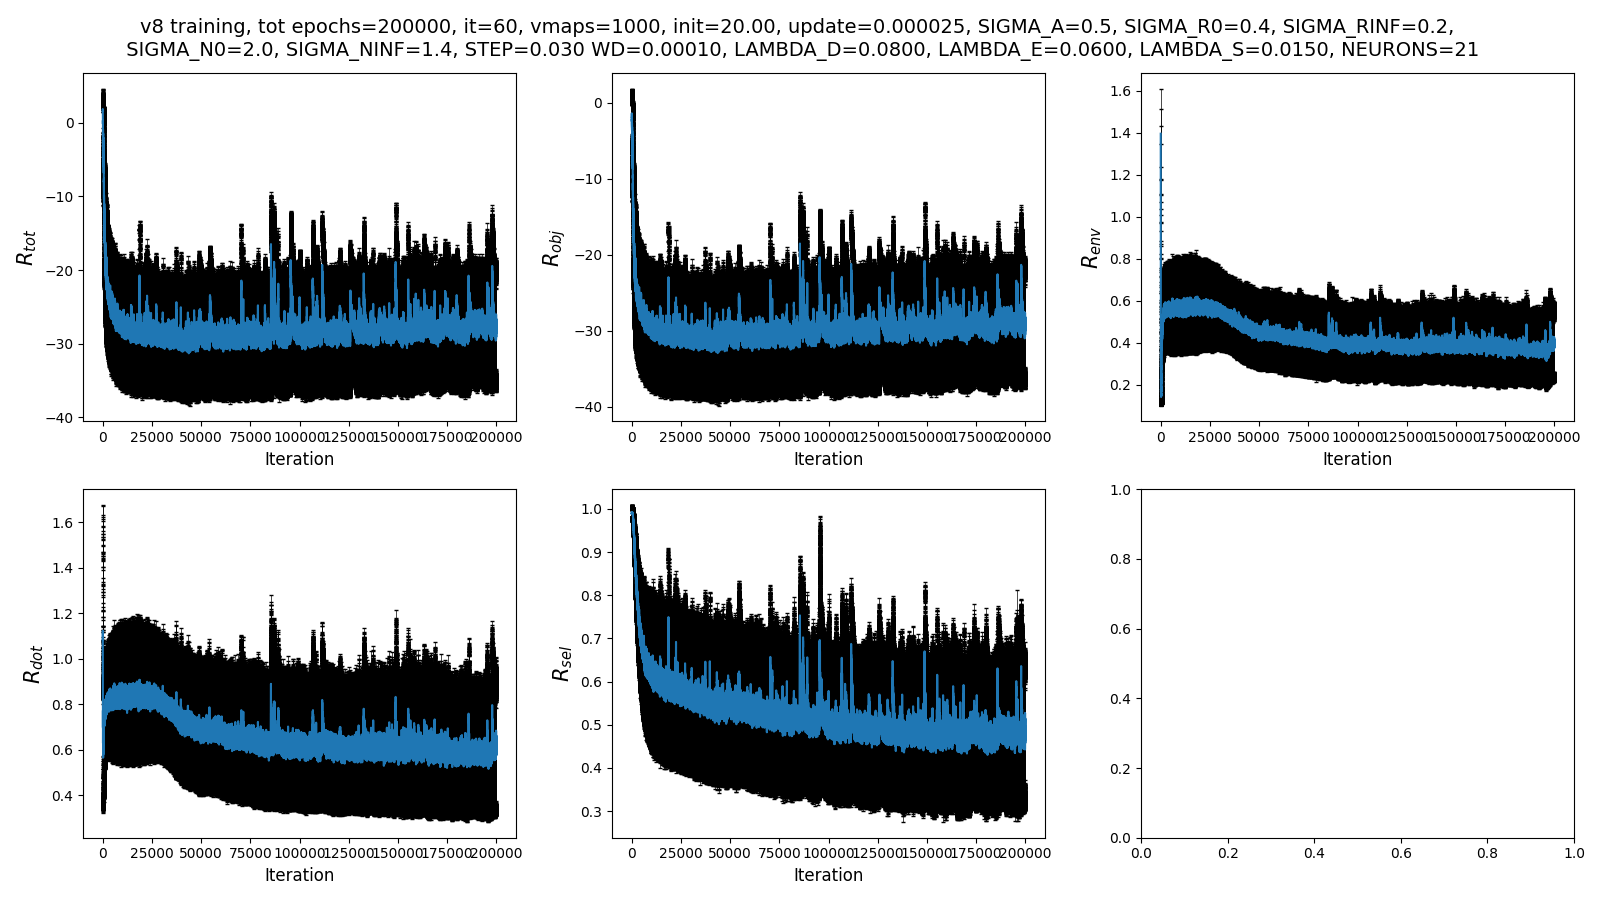 v8 training, tot epochs=200000, it=60, vmaps=1000, init=20.00, update=0.000025, SIGMA_A=0.5, SIGMA_R0=0.4, SIGMA_RINF=0.2,
SIGMA_N0=2.0, SIGMA_NINF=1.4, STEP=0.030 WD=0.00010, LAMBDA_D=0.0800, LAMBDA_E=0.0600, LAMBDA_S=0.0150, NEURONS=21
R_tot
0
−10
−20
−30
−40
0 25000 50000 75000 100000 125000 150000 175000 200000
Iteration
R_obj
0
−10
−20
−30
−40
0 25000 50000 75000 100000 125000 150000 175000 200000
Iteration
R_env
1.6
1.4
1.2
1.0
0.8
0.6
0.4
0.2
0 25000 50000 75000 100000 125000 150000 175000 200000
Iteration
R_dot
1.6
1.4
1.2
1.0
0.8
0.6
0.4
0 25000 50000 75000 100000 125000 150000 175000 200000
Iteration
R_sel
1.0
0.9
0.8
0.7
0.6
0.5
0.4
0.3
0 25000 50000 75000 100000 125000 150000 175000 200000
Iteration
1.0
0.8
0.6
0.4
0.2
0.0
0.0 0.2 0.4 0.6 0.8 1.0